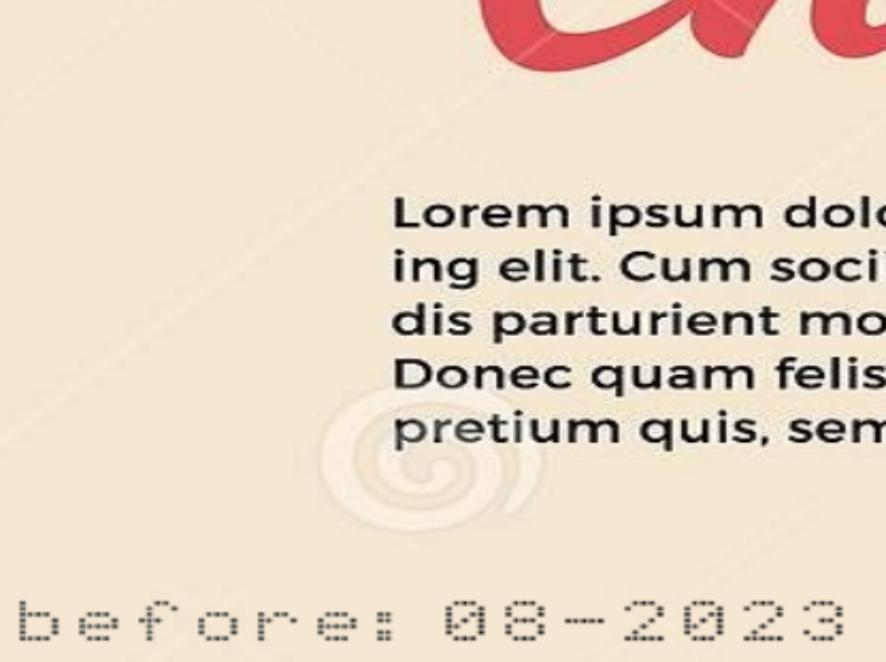 Lorem ipsum dolo
ing elit. Cum soci
dis parturient mo
Donec quam felis
pretium quis, sem
before: 08-2023